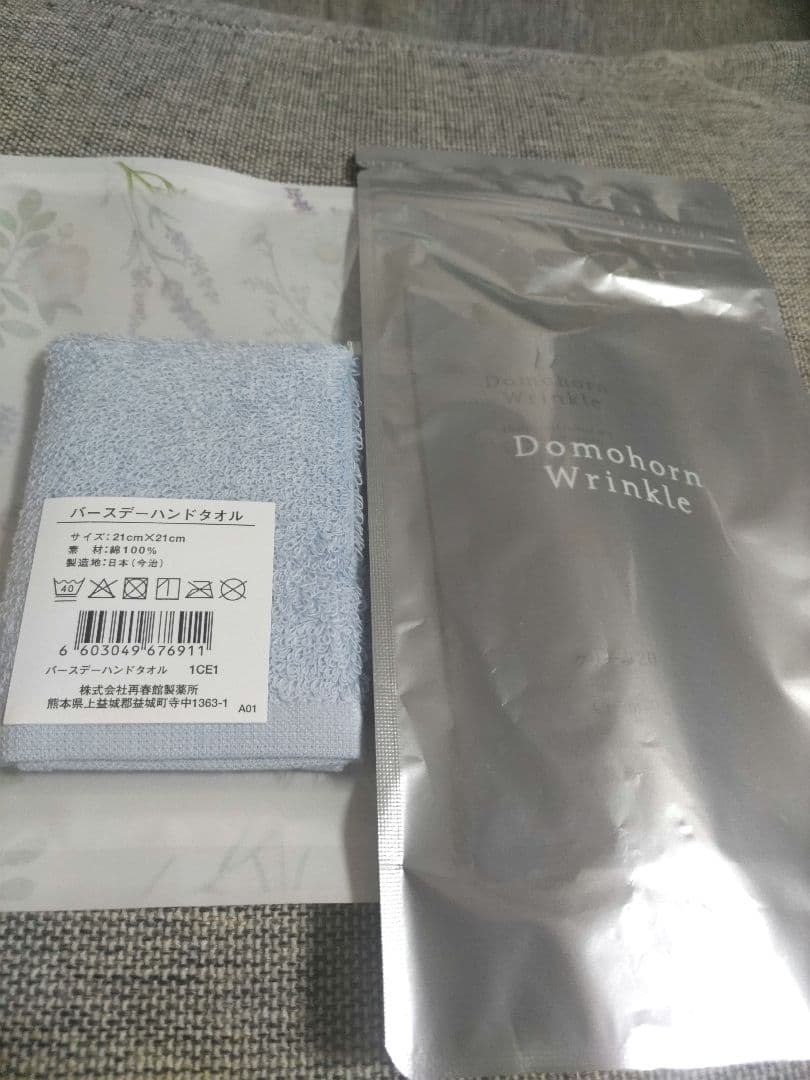 バースデーハンドタオル
サイズ:21cm×21cm
素 材:綿100%
製造地:日本(今治)
40
6 603049 676911
バースデーハンドタオル 1CE1
株式会社再春館製薬所
熊本県上益城郡益城町寺中1363-1 A01
Domohorn
Wrinkle
Domohorn
Wrinkle